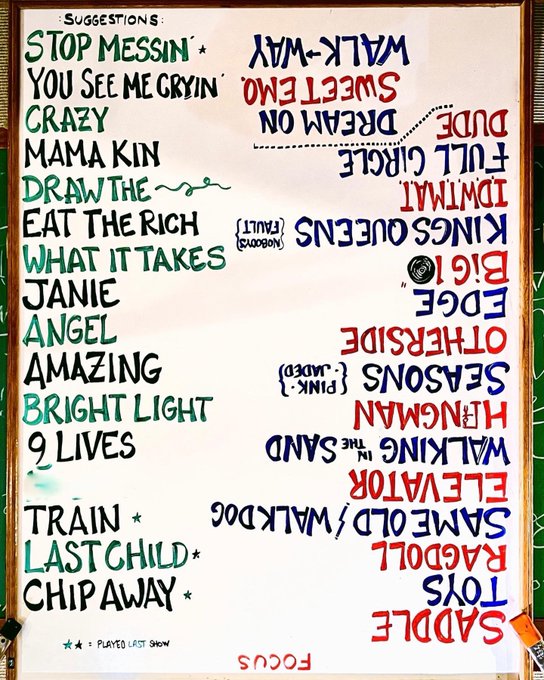 :SUGGESTIONS:
STOP MESSIN' *
YOU SEE ME CRYIN'
CRAZY
MAMA KIN
DRAW THE
EAT THE RICH
WHAT IT TAKES
JANIE
ANGEL
AMAZING
BRIGHT LIGHT
9 LIVES
TRAIN *
LAST CHILD *
CHIP AWAY *
** = PLAYED LAST SHOW
FOCUS
SADDLE
TOYS
RAGDOLL
SAME OLD / WALK DOG
ELEVATOR
WALKING IN THE SAND
HANGMAN
SEASONS {PINK · JADED}
OTHERSIDE
EDGE
BiG 10"
KINGS QUEENS {NOBODYS FAULT}
I.D.W.T.M.A.T.
FULL CIRCLE
DUDE
DREAM ON
SWEET EMO.
WALK-WAY